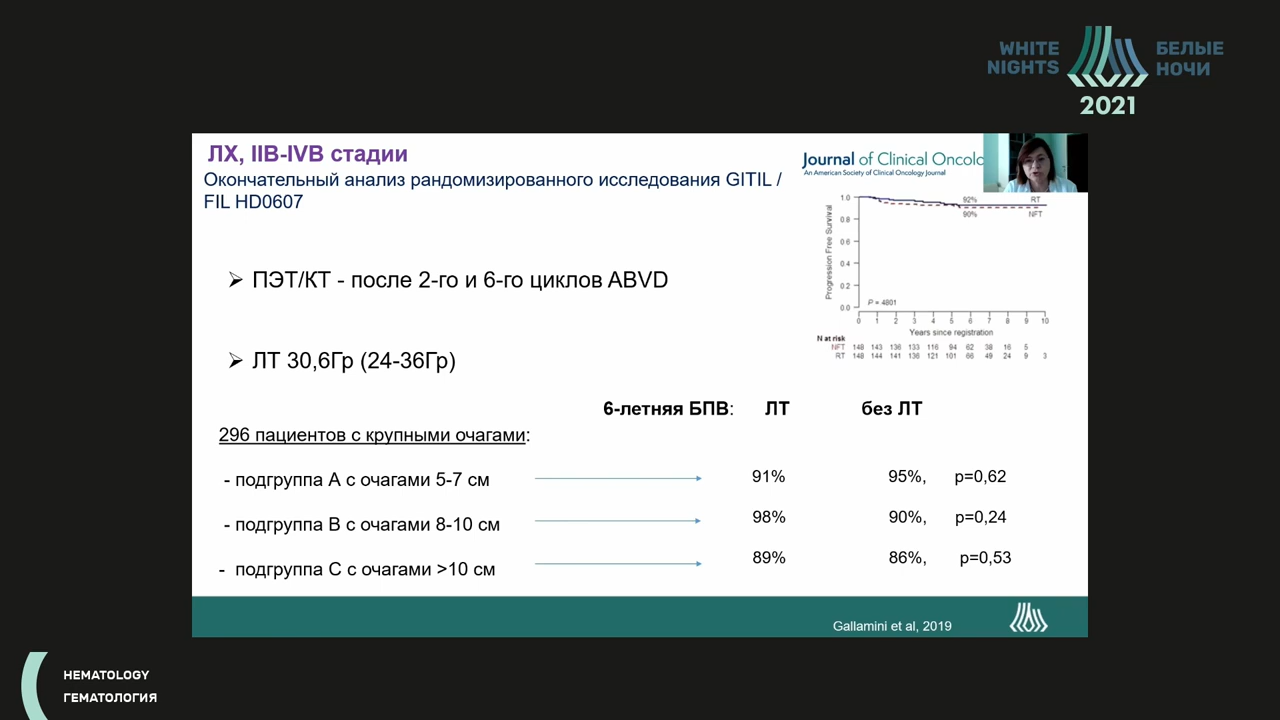 WHITE NIGHTS
БЕЛЫЕ НОЧИ
2021
ЛХ, IIB-IVB стадии
Окончательный анализ рандомизированного исследования GITIL /
FIL HD0607
Journal of Clinical Oncolo
An American Society of Clinical Oncology Journal
➢ ПЭТ/КТ - после 2-го и 6-го циклов ABVD
➢ ЛТ 30,6Гр (24-36Гр)
Progression Free Survival
1.0
0.8
0.6
0.4
0.2
0.0
92% RT
90% NFT
P = 4801
0 1 2 3 4 5 6 7 8 9 10
Years since registration
N at risk
NFT 148 143 136 133 116 94 62 38 16 5
RT 148 144 141 136 121 101 66 49 24 9 3
6-летняя БПВ: ЛТ без ЛТ
296 пациентов с крупными очагами:
- подгруппа А с очагами 5-7 см 91% 95%, p=0,62
- подгруппа В с очагами 8-10 см 98% 90%, p=0,24
- подгруппа С с очагами >10 см 89% 86%, p=0,53
Gallamini et al, 2019
HEMATOLOGY
ГЕМАТОЛОГИЯ